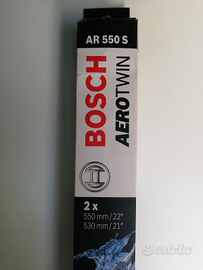 AR 550 S
BOSCH
AEROTWIN
2 x
550 mm / 22"
530 mm / 21"
subito